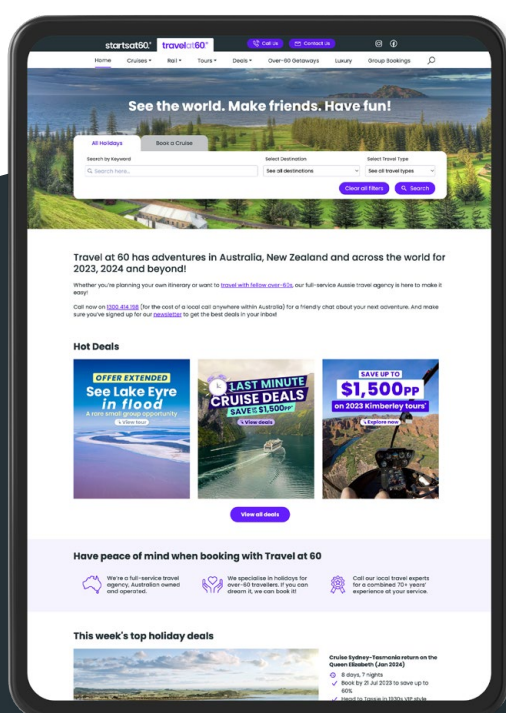 startsat60.® travelat60.® Call Us Contact Us
Home Cruises Rail Tours Deals Over-60 Getaways Luxury Group Bookings
See the world. Make friends. Have fun!
All Holidays Book a Cruise
Search by Keyword Select Destination Select Travel Type
Search here... See all destinations See all travel types
Clear all filters Search
Travel at 60 has adventures in Australia, New Zealand and across the world for
2023, 2024 and beyond!
Whether you're planning your own itinerary or want to travel with fellow over-60s, our full-service Aussie travel agency is here to make it
easy!
Call now on 1300 414 198 (for the cost of a local call anywhere within Australia) for a friendly chat about your next adventure. And make
sure you've signed up for our newsletter to get the best deals in your inbox!
Hot Deals
OFFER EXTENDED
See Lake Eyre
in flood
A rare small group opportunity
View tour
LAST MINUTE
CRUISE DEALS
SAVE UP TO $1,500PP*
View deals
SAVE UP TO
$1,500PP
on 2023 Kimberley tours*
Explore now
View all deals
Have peace of mind when booking with Travel at 60
We're a full-service travel
agency, Australian owned
and operated.
We specialise in holidays for
over-60 travellers. If you can
dream it, we can book it!
Call our local travel experts
for a combined 70+ years'
experience at your service.
This week's top holiday deals
Cruise Sydney-Tasmania return on the
Queen Elizabeth (Jan 2024)
8 days, 7 nights
Book by 21 Jul 2023 to save up to
60%
Head to Tassie in 1930s VIP style